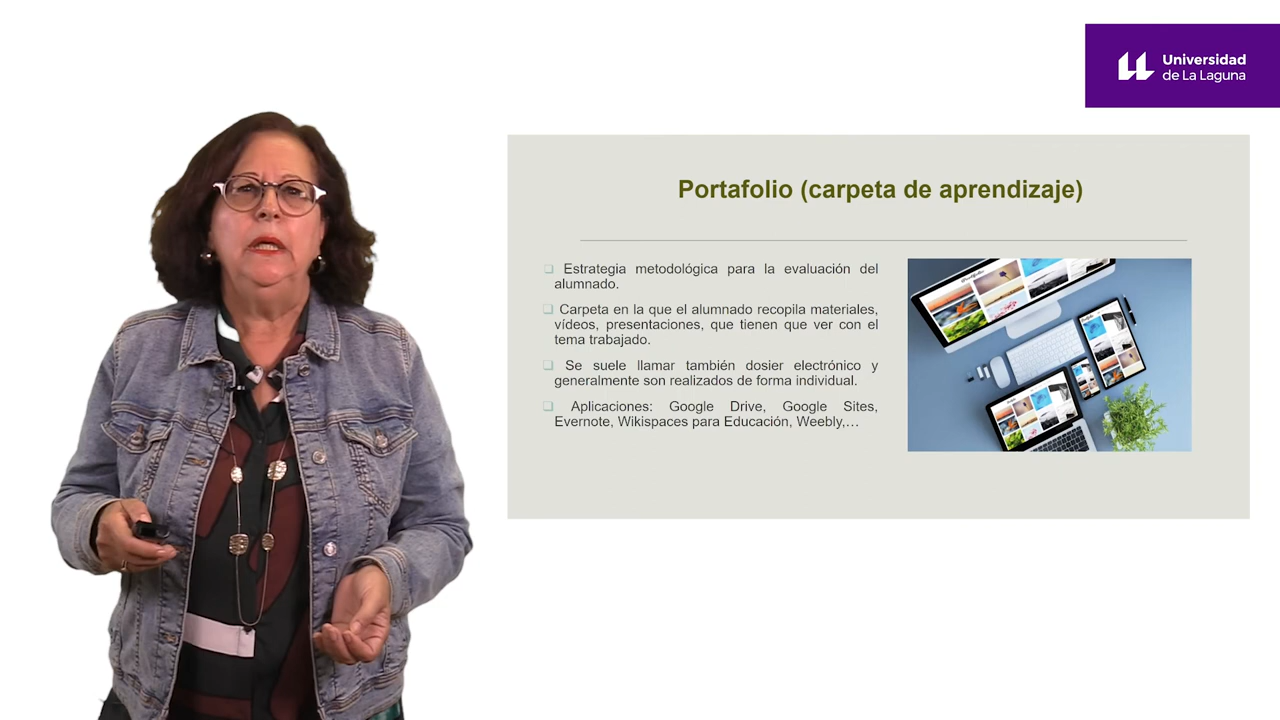 Universidad
de La Laguna
Portafolio (carpeta de aprendizaje)
❑ Estrategia metodológica para la evaluación del
alumnado.
❑ Carpeta en la que el alumnado recopila materiales,
vídeos, presentaciones, que tienen que ver con el
tema trabajado.
❑ Se suele llamar también dosier electrónico y
generalmente son realizados de forma individual.
❑ Aplicaciones: Google Drive, Google Sites,
Evernote, Wikispaces para Educación, Weebly,...